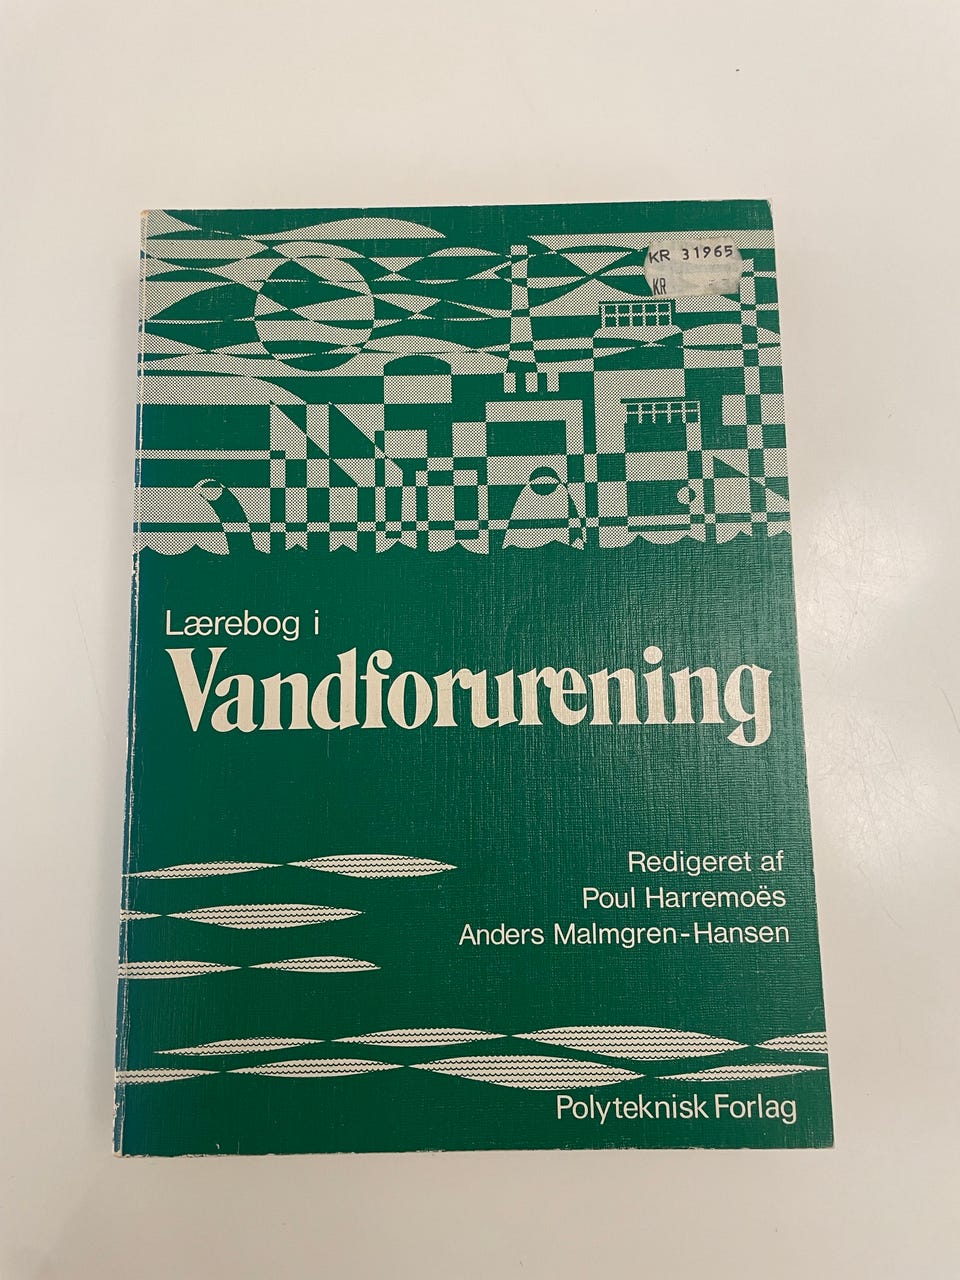 KR 31965
KR
Lærebog i
Vandforurening
Redigeret af
Poul Harremoës
Anders Malmgren-Hansen
Polyteknisk Forlag